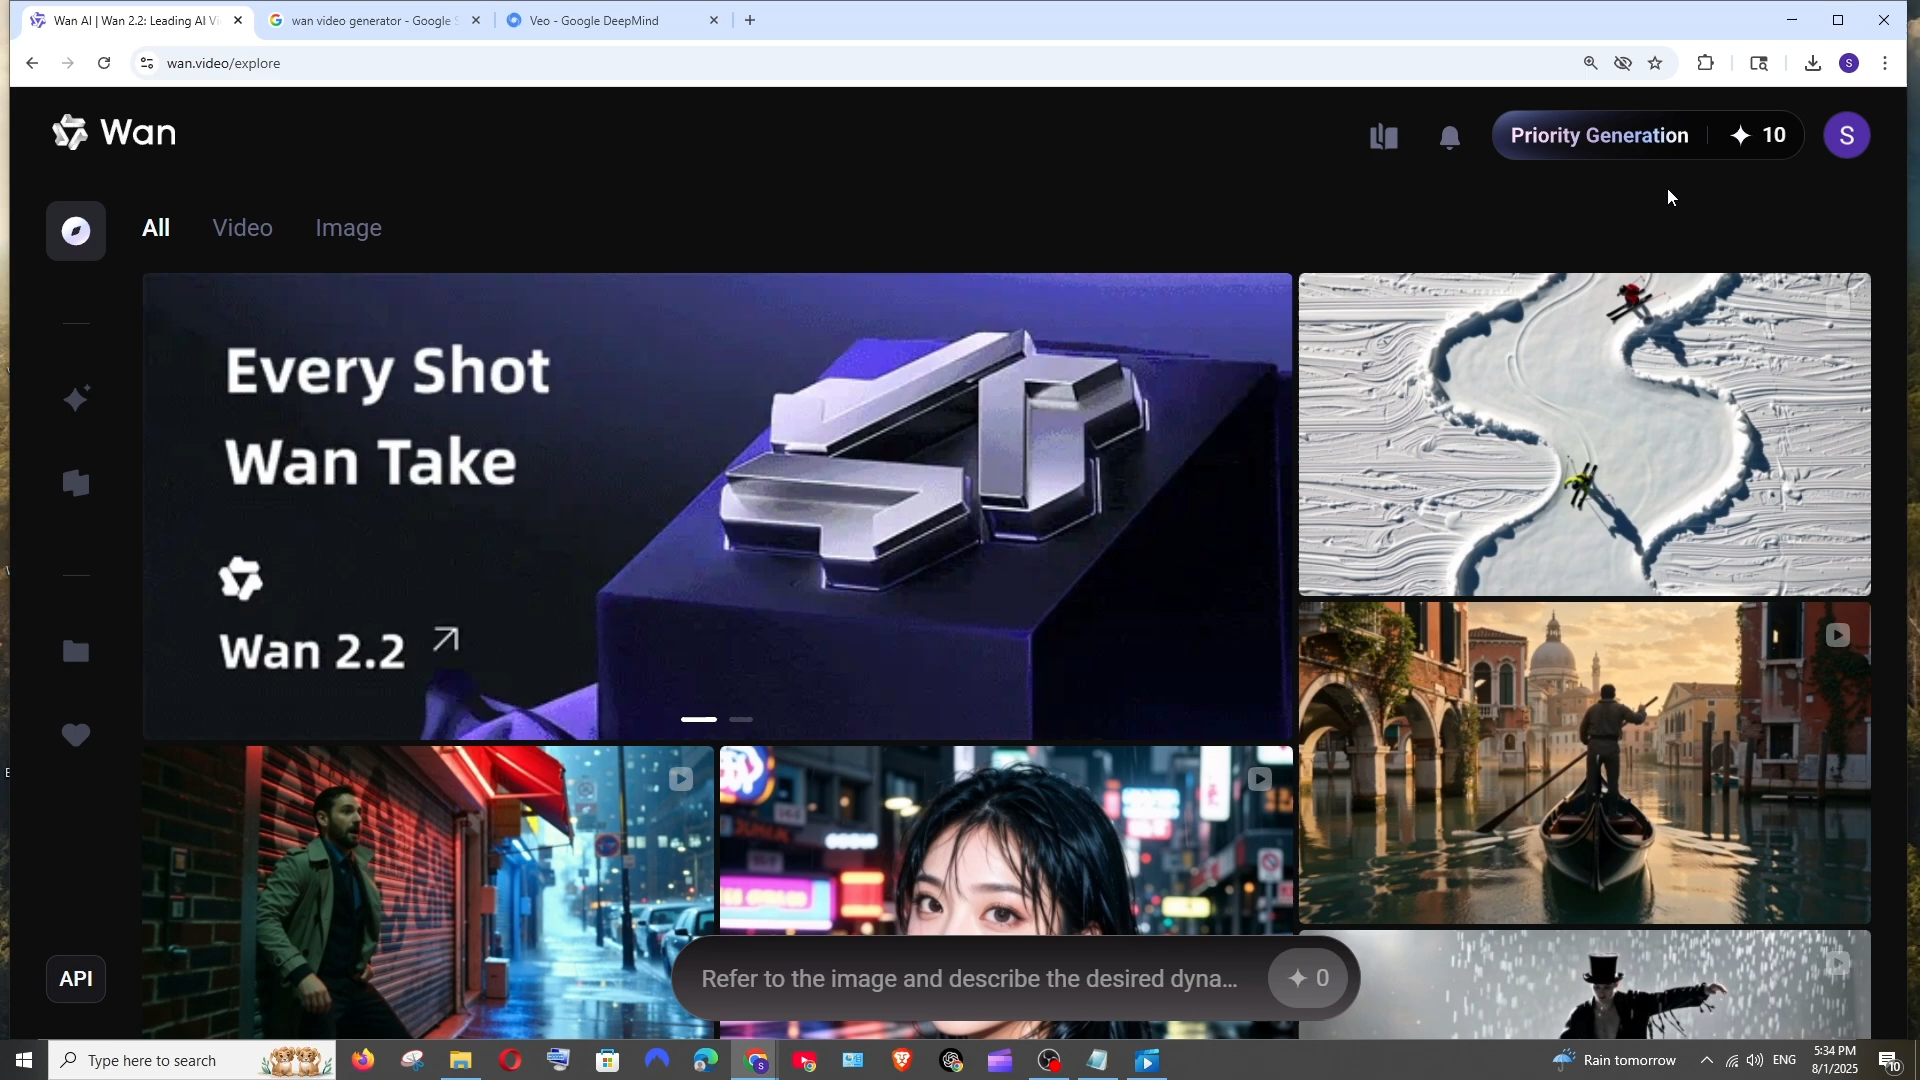 Wan AI | Wan 2.2: Leading AI Vi
wan video generator - Google S
Veo - Google DeepMind
wan.video/explore
S
Wan
Priority Generation
10
S
All
Video
Image
Every Shot
Wan Take
Wan 2.2
Refer to the image and describe the desired dyna...
0
API
Type here to search
Rain tomorrow
ENG
5:34 PM
8/1/2025
10